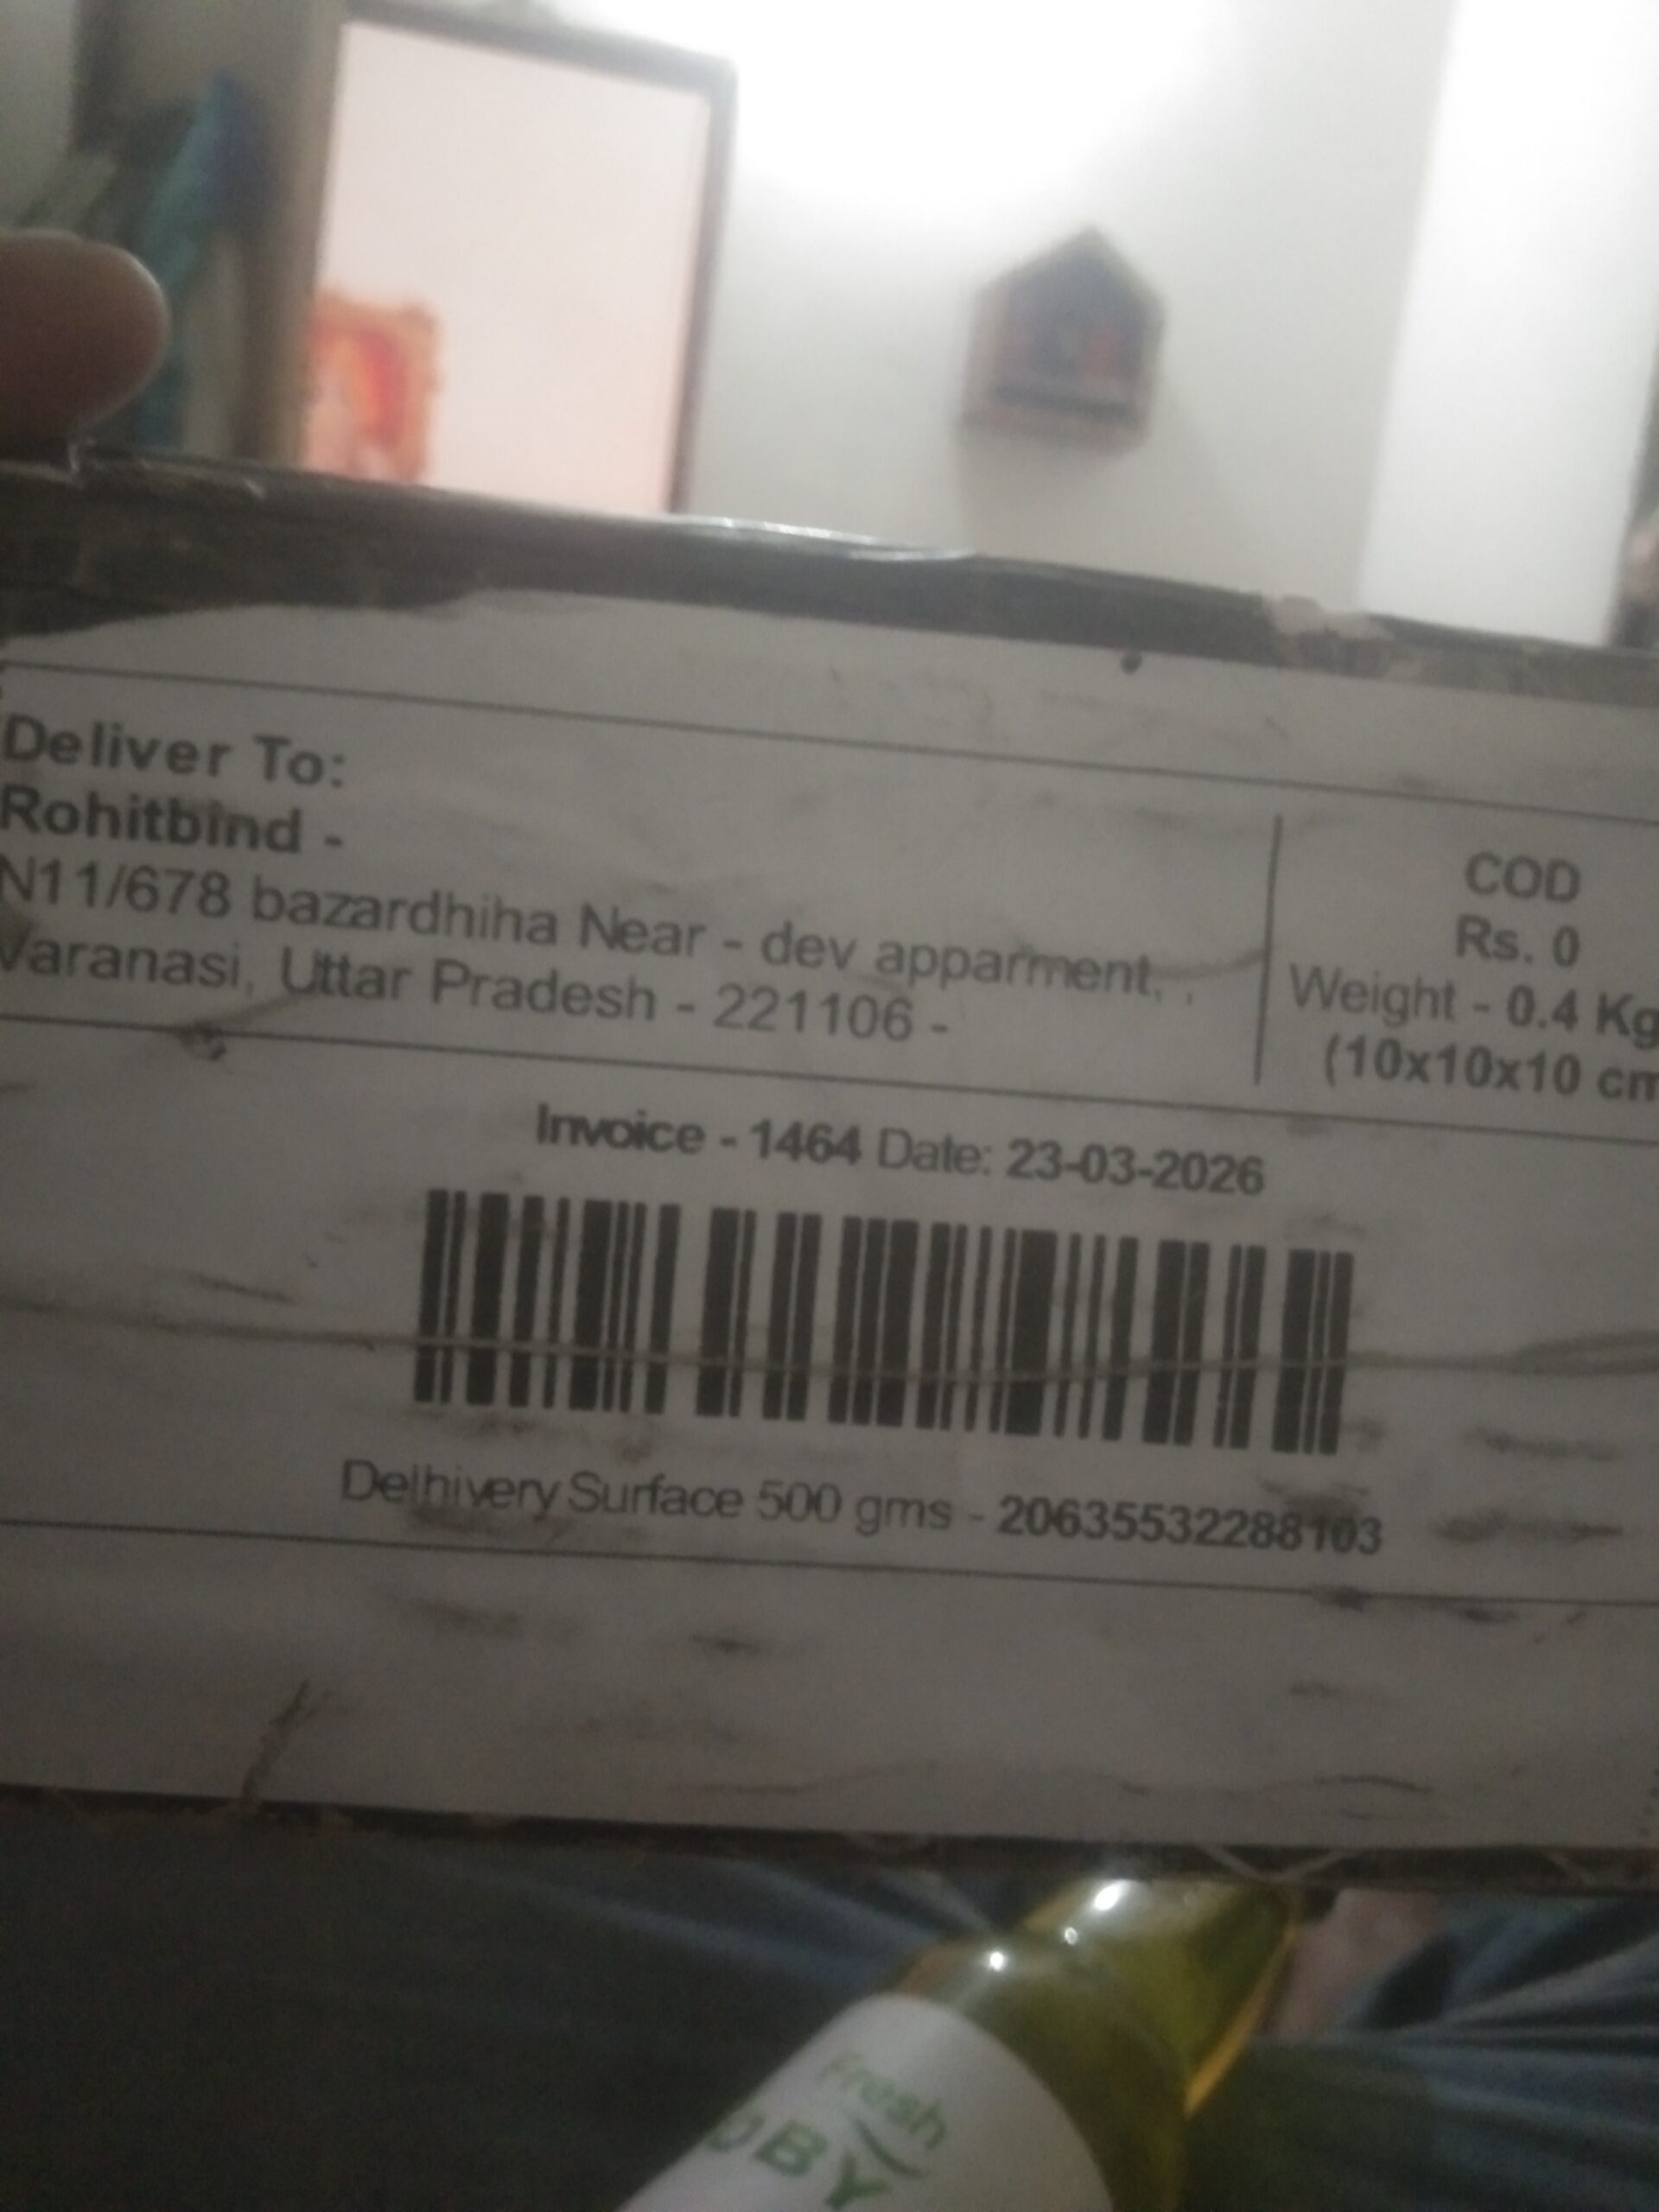 Deliver To:
Rohitbind -
N11/678 bazardhiha Near - dev apparment, ,
Varanasi, Uttar Pradesh - 221106 -
COD
Rs. 0
Weight - 0.4 Kg
(10x10x10 cm
Invoice - 1464 Date: 23-03-2026
Delhivery Surface 500 gms - 20635532288103
Fresh